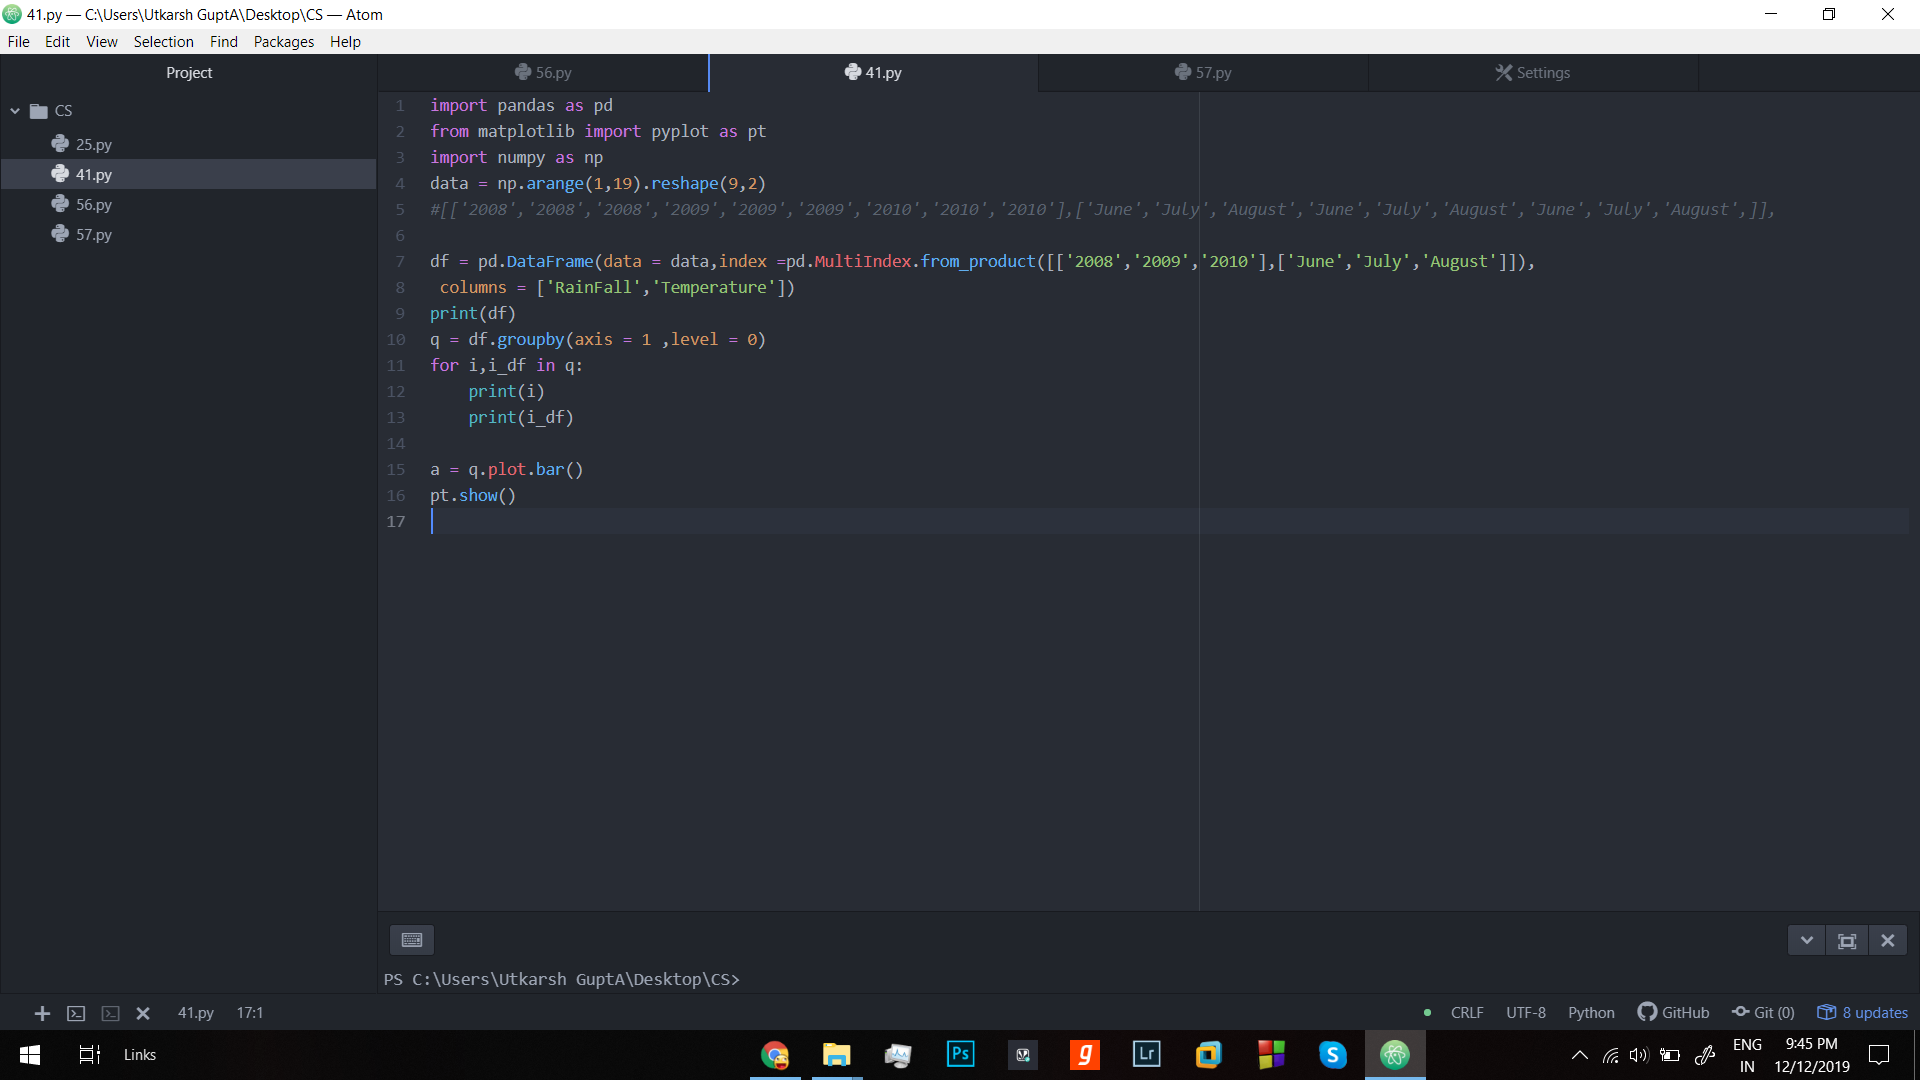 41.py — C:\Users\Utkarsh GuptA\Desktop\CS — Atom
File Edit View Selection Find Packages Help
Project
56.py
41.py
57.py
Settings
CS
25.py
41.py
56.py
57.py
1 import pandas as pd
2 from matplotlib import pyplot as pt
3 import numpy as np
4 data = np.arange(1,19).reshape(9,2)
5 #[['2008','2008','2008','2009','2009','2009','2010','2010','2010'],['June','July','August','June','July','August','June','July','August',]],
6
7 df = pd.DataFrame(data = data,index =pd.MultiIndex.from_product([['2008','2009','2010'],['June','July','August']]),
8  columns = ['RainFall','Temperature'])
9 print(df)
10 q = df.groupby(axis = 1 ,level = 0)
11 for i,i_df in q:
12     print(i)
13     print(i_df)
14
15 a = q.plot.bar()
16 pt.show()
17
PS C:\Users\Utkarsh GuptA\Desktop\CS>
41.py 17:1 CRLF UTF-8 Python GitHub Git (0) 8 updates
Links
Ps
g
Lr
S
ENG
IN
9:45 PM
12/12/2019